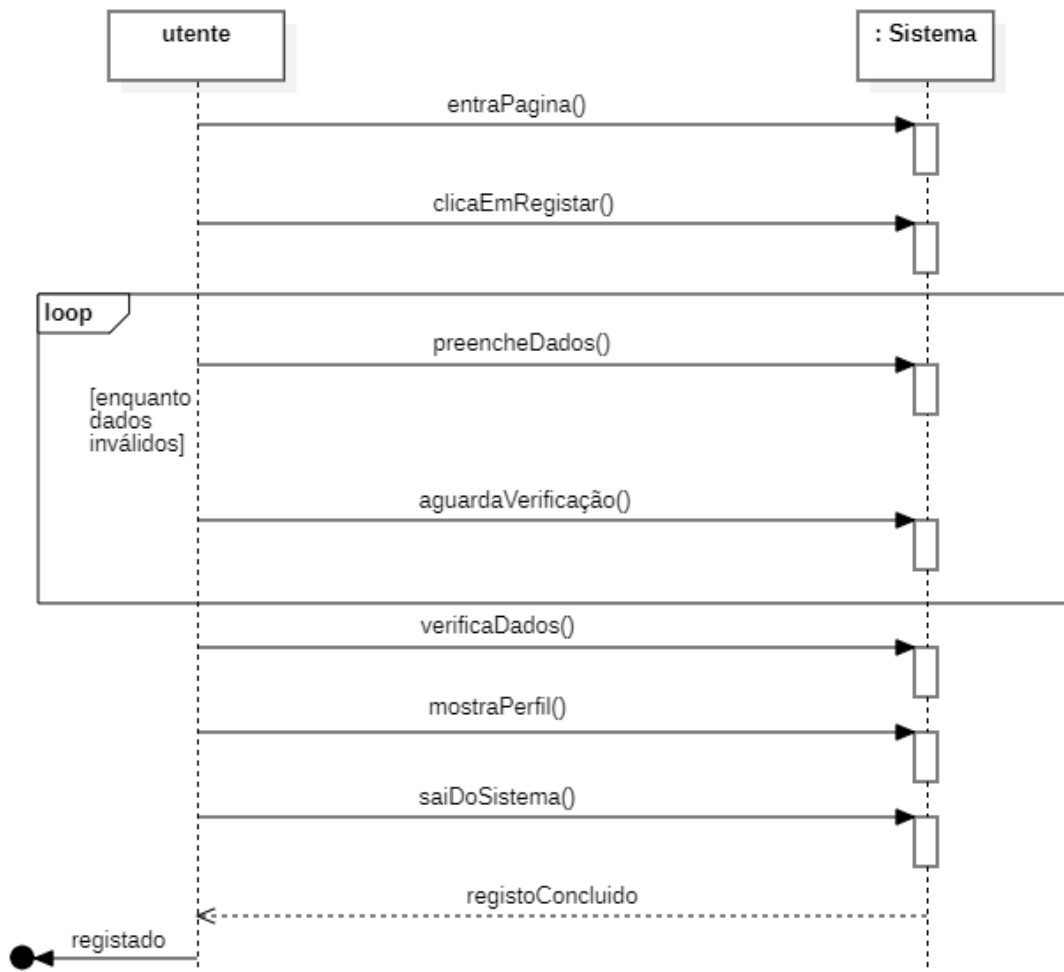 utente
: Sistema
entraPagina()
clicaEmRegistar()
loop
preencheDados()
[enquanto
dados
inválidos]
aguardaVerificação()
verificaDados()
mostraPerfil()
saiDoSistema()
registoConcluido
registado